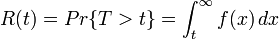 R(t) = Pr{T > t} = ∫_t^∞ f(x) dx